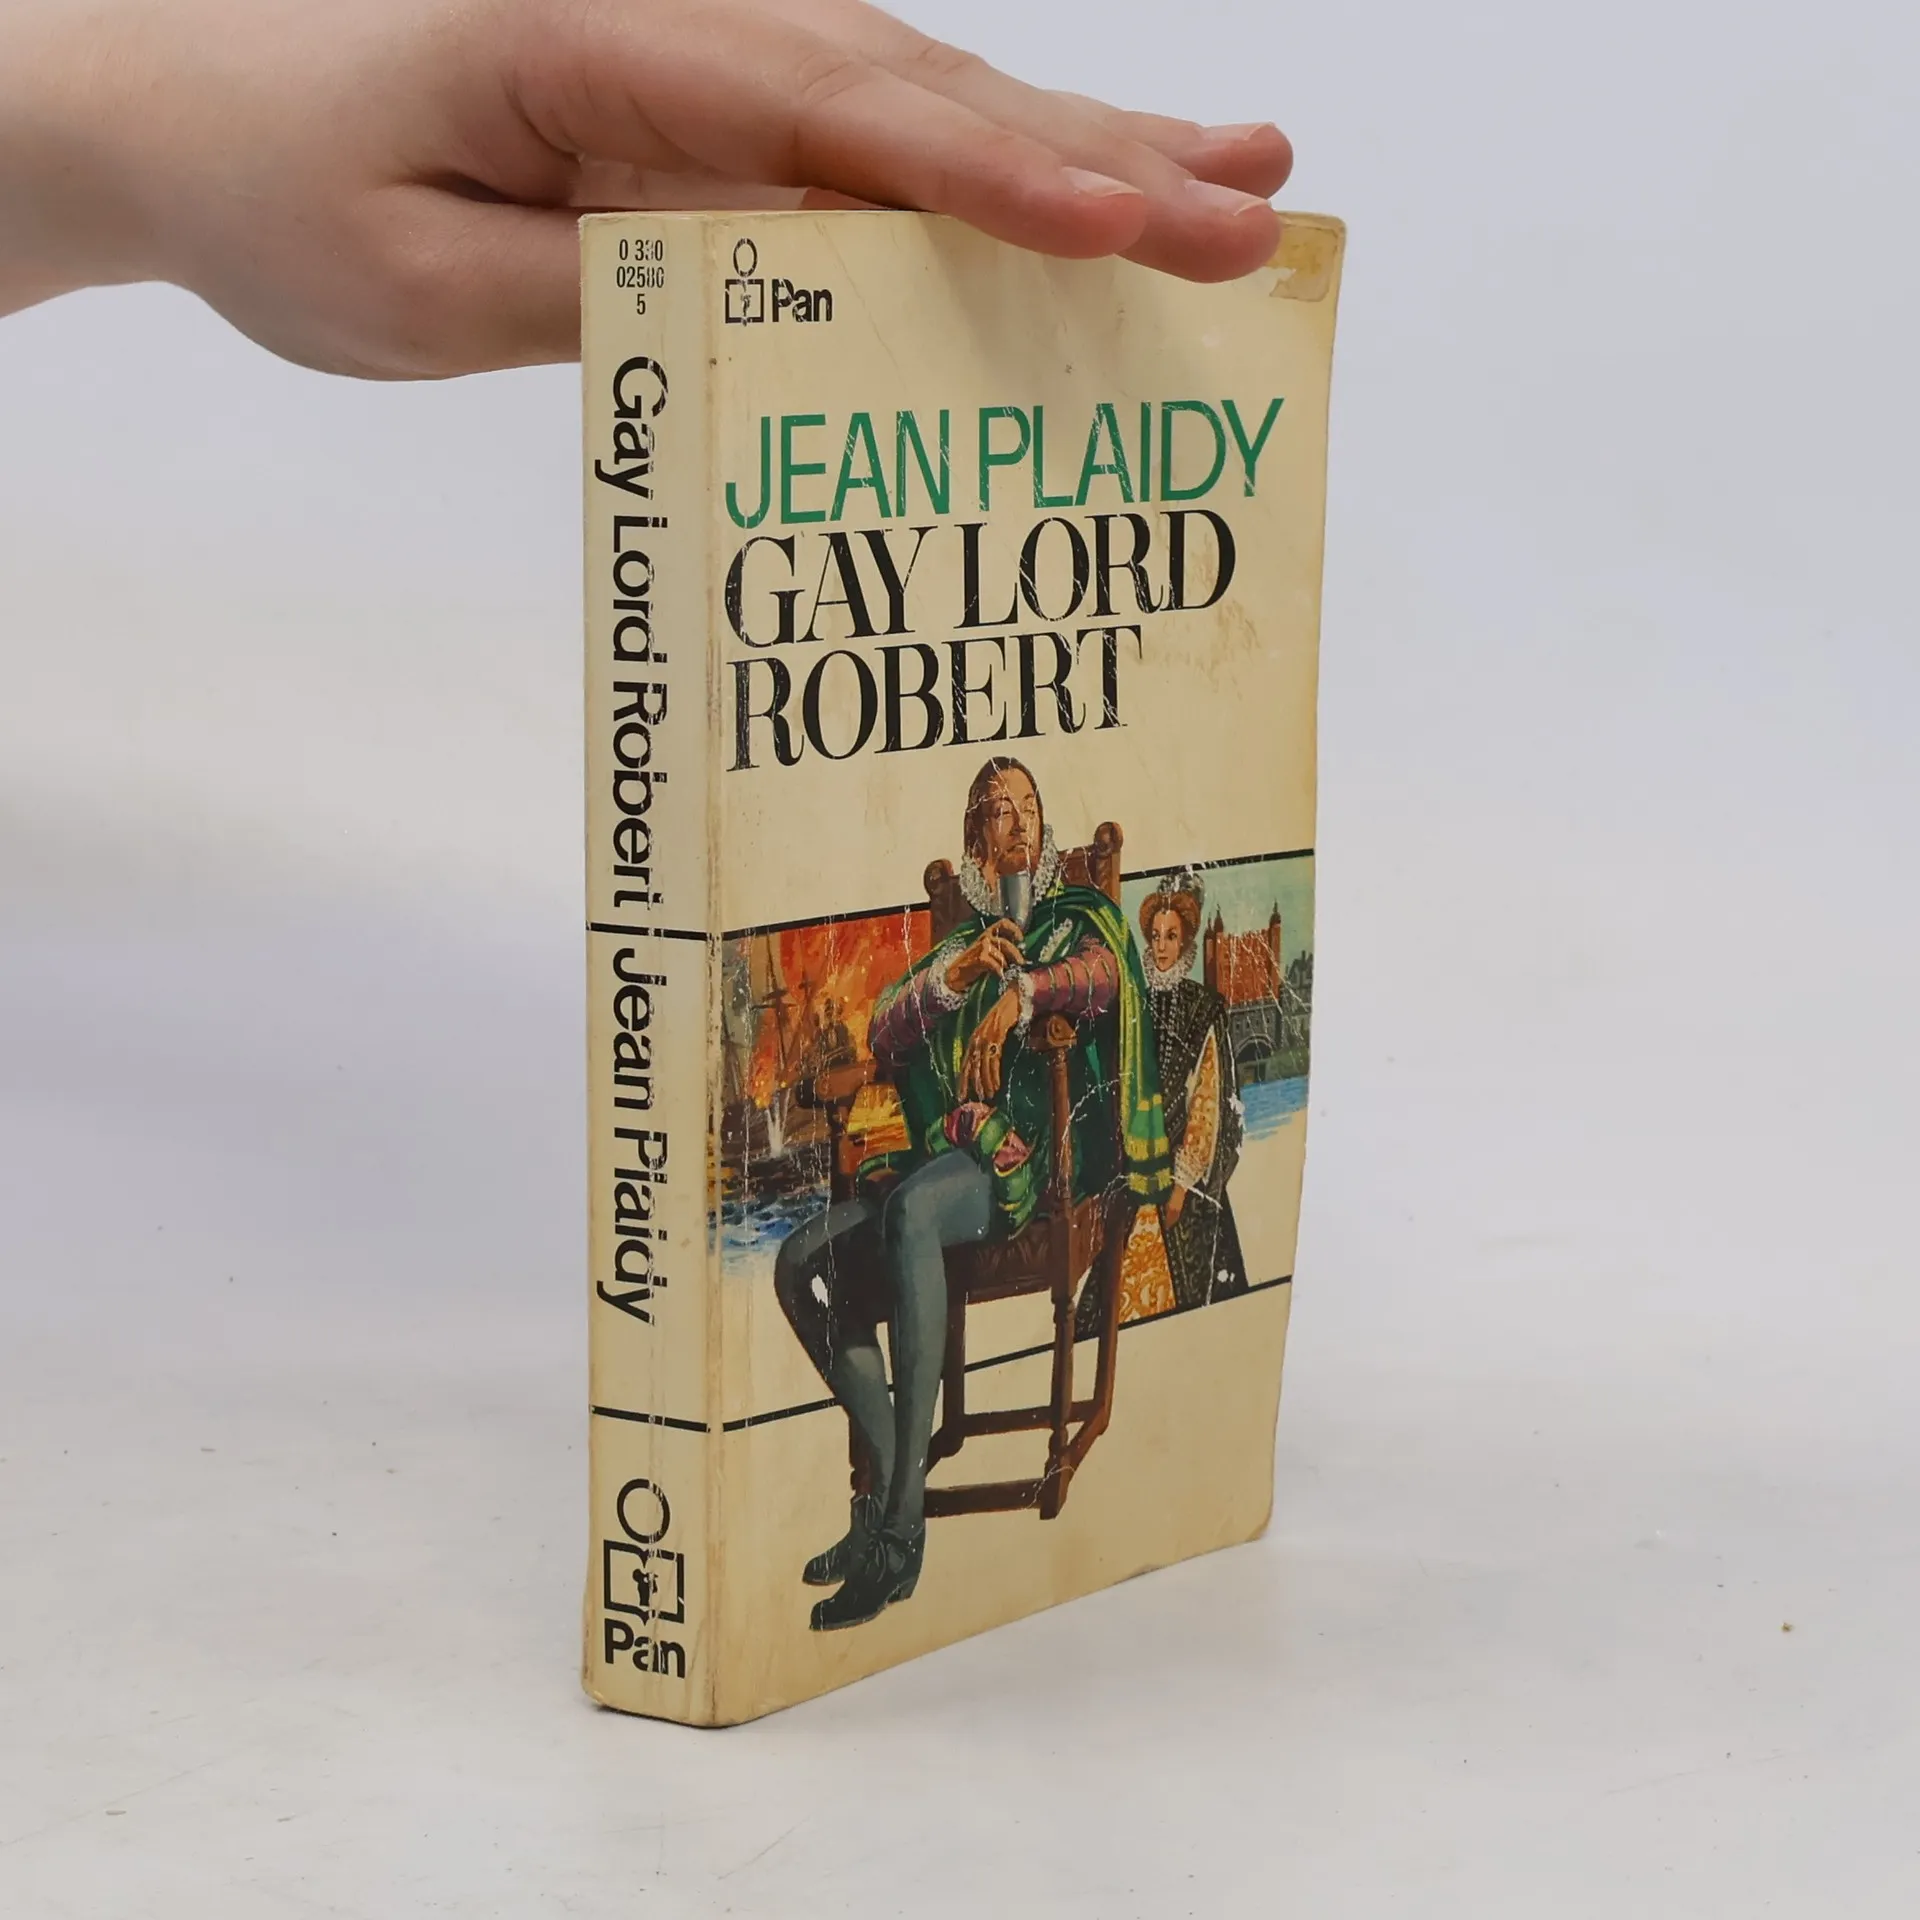 0 330
02580
5
Gay Lord Robert Jean Plaidy
Pan
Pan
JEAN PLAIDY
GAY LORD
ROBERT